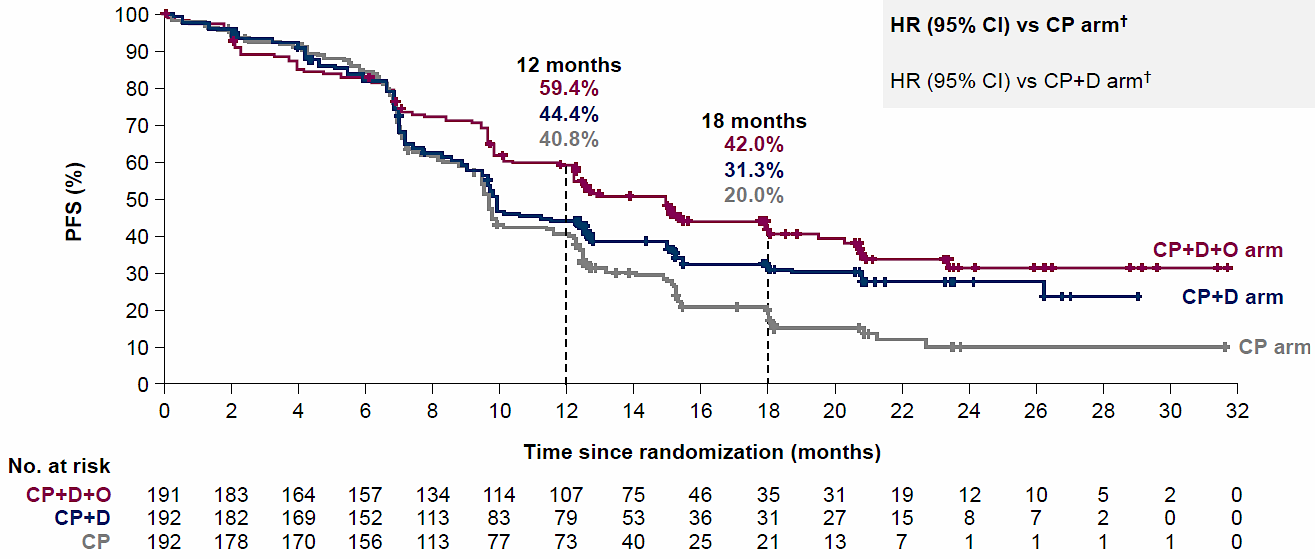 HR (95% CI) vs CP arm†
HR (95% CI) vs CP+D arm†
12 months
59.4%
44.4%
40.8%
18 months
42.0%
31.3%
20.0%
PFS (%)
100
90
80
70
60
50
40
30
20
10
0
CP+D+O arm
CP+D arm
CP arm
0 2 4 6 8 10 12 14 16 18 20 22 24 26 28 30 32
Time since randomization (months)
No. at risk
CP+D+O 191 183 164 157 134 114 107 75 46 35 31 19 12 10 5 2 0
CP+D 192 182 169 152 113 83 79 53 36 31 27 15 8 7 2 0 0
CP 192 178 170 156 113 77 73 40 25 21 13 7 1 1 1 1 0